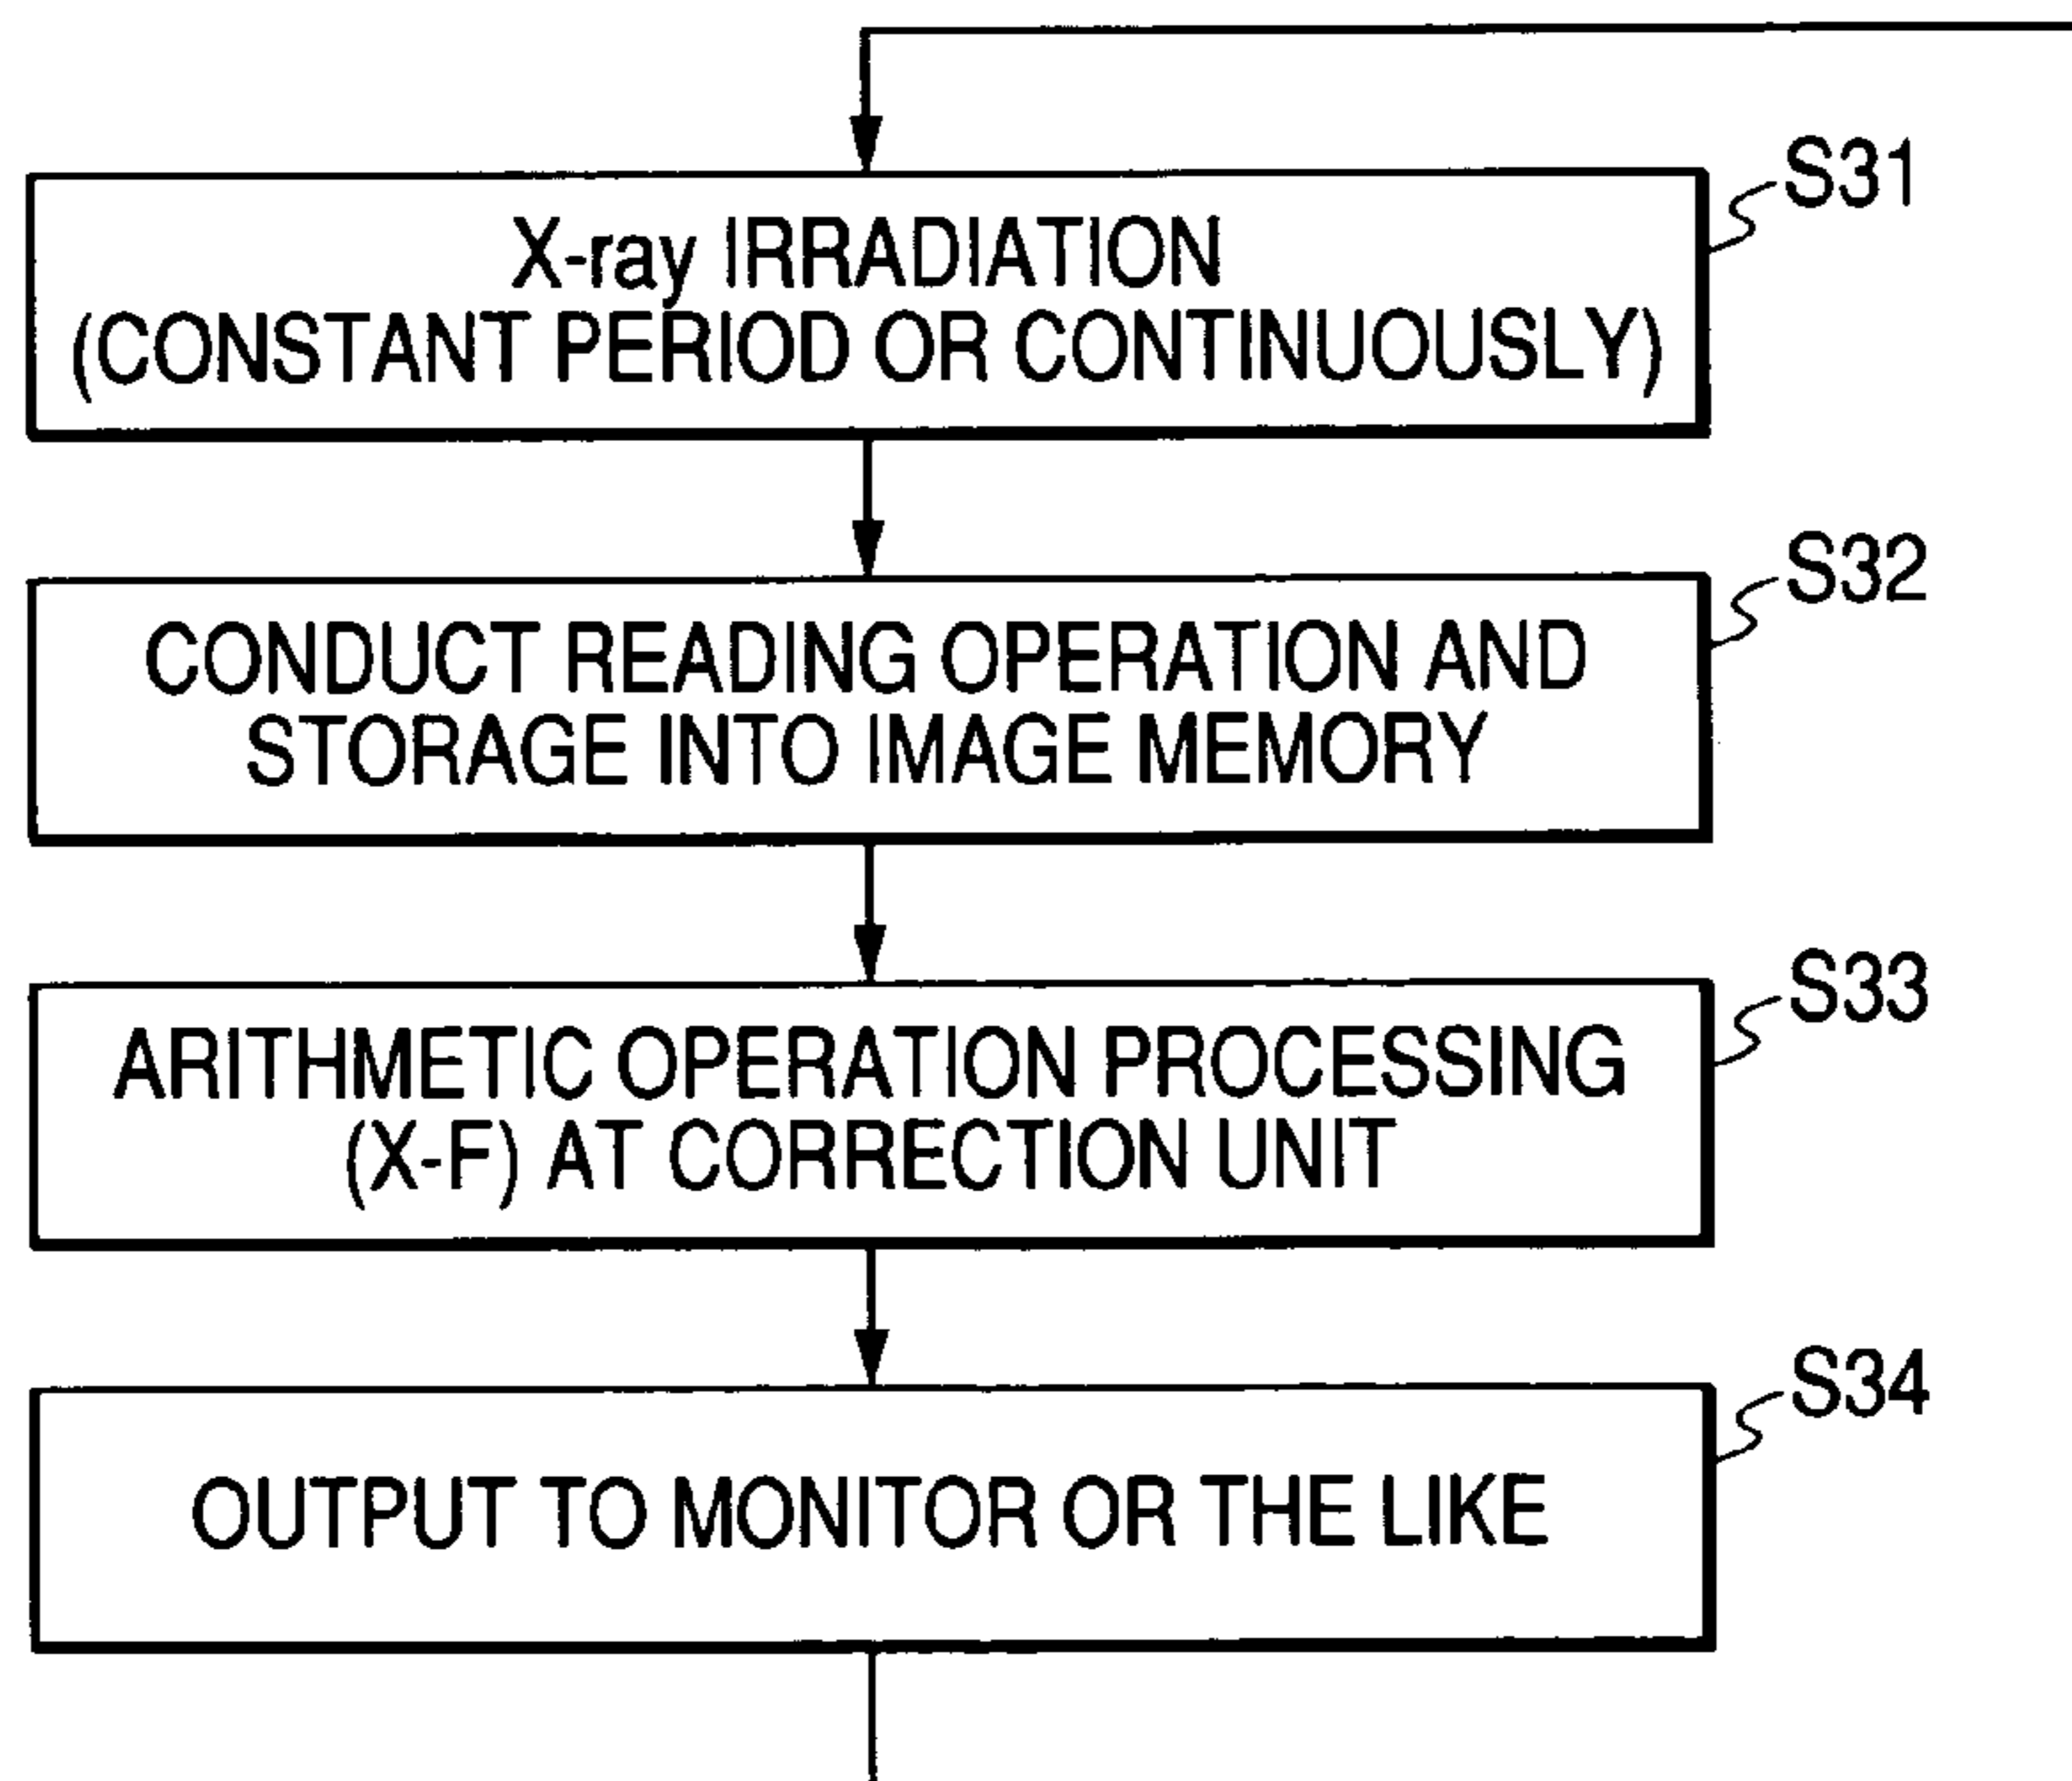 S31
X-ray IRRADIATION
(CONSTANT PERIOD OR CONTINUOUSLY)
S32
CONDUCT READING OPERATION AND
STORAGE INTO IMAGE MEMORY
S33
ARITHMETIC OPERATION PROCESSING
(X-F) AT CORRECTION UNIT
S34
OUTPUT TO MONITOR OR THE LIKE